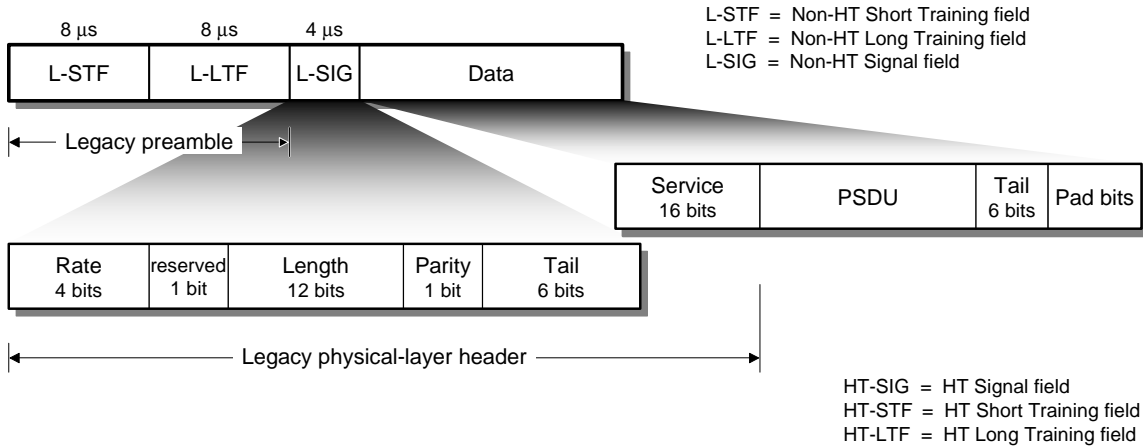 L-STF = Non-HT Short Training field
L-LTF = Non-HT Long Training field
L-SIG = Non-HT Signal field
8 μs 8 μs 4 μs
L-STF L-LTF L-SIG Data
Legacy preamble
Service PSDU Tail Pad bits
16 bits 6 bits
Rate reserved Length Parity Tail
4 bits 1 bit 12 bits 1 bit 6 bits
Legacy physical-layer header
HT-SIG = HT Signal field
HT-STF = HT Short Training field
HT-LTF = HT Long Training field